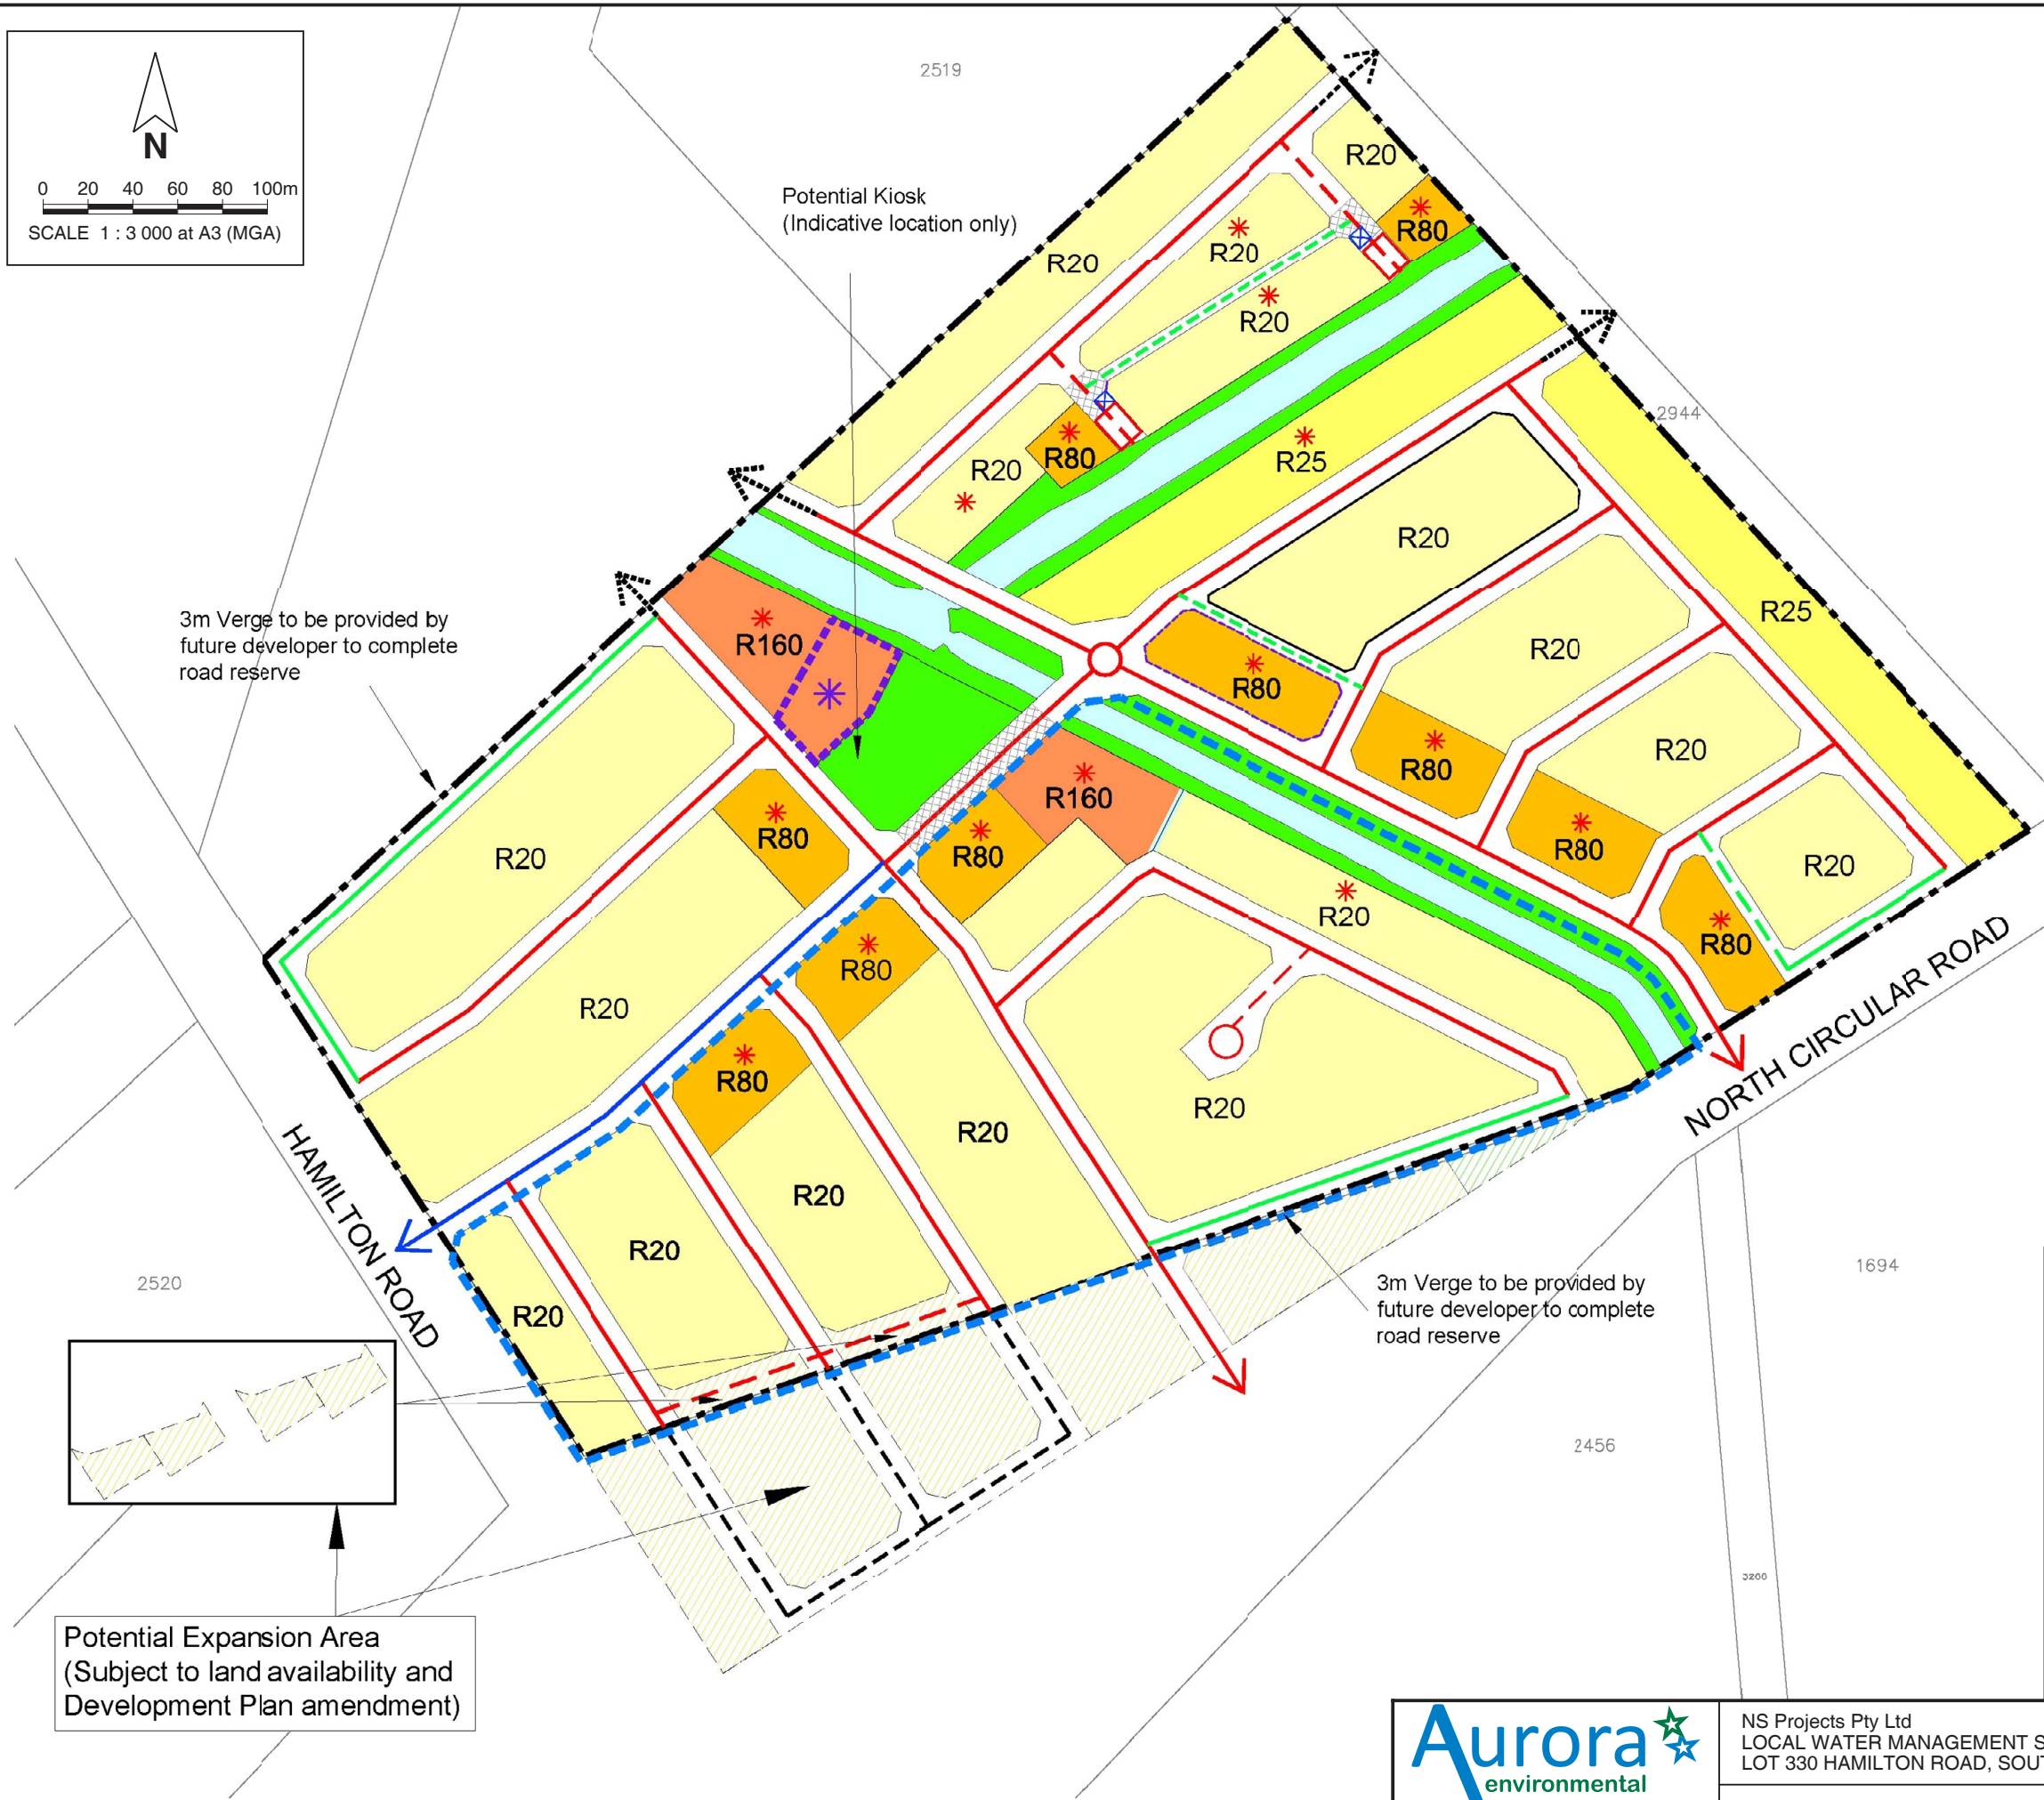 2519
N
0 20 40 60 80 100m
SCALE 1 : 3 000 at A3 (MGA)
Potential Kiosk
(Indicative location only)
R20
R20
R80
R20
R20
2944
R25
R80
R20
R20
R25
3m Verge to be provided by
future developer to complete
road reserve
R160
R20
R80
R20
R160
R80
R80
R20
R80
R80
R20
R20
R80
R80
R20
R80
NORTH CIRCULAR ROAD
R20
R80
R20
R20
HAMILTON ROAD
R20
R20
R20
2520
1694
3m Verge to be provided by
future developer to complete
road reserve
2456
3266
Potential Expansion Area
(Subject to land availability and
Development Plan amendment)
Aurora
environmental
NS Projects Pty Ltd
LOCAL WATER MANAGEMENT S
LOT 330 HAMILTON ROAD, SOU